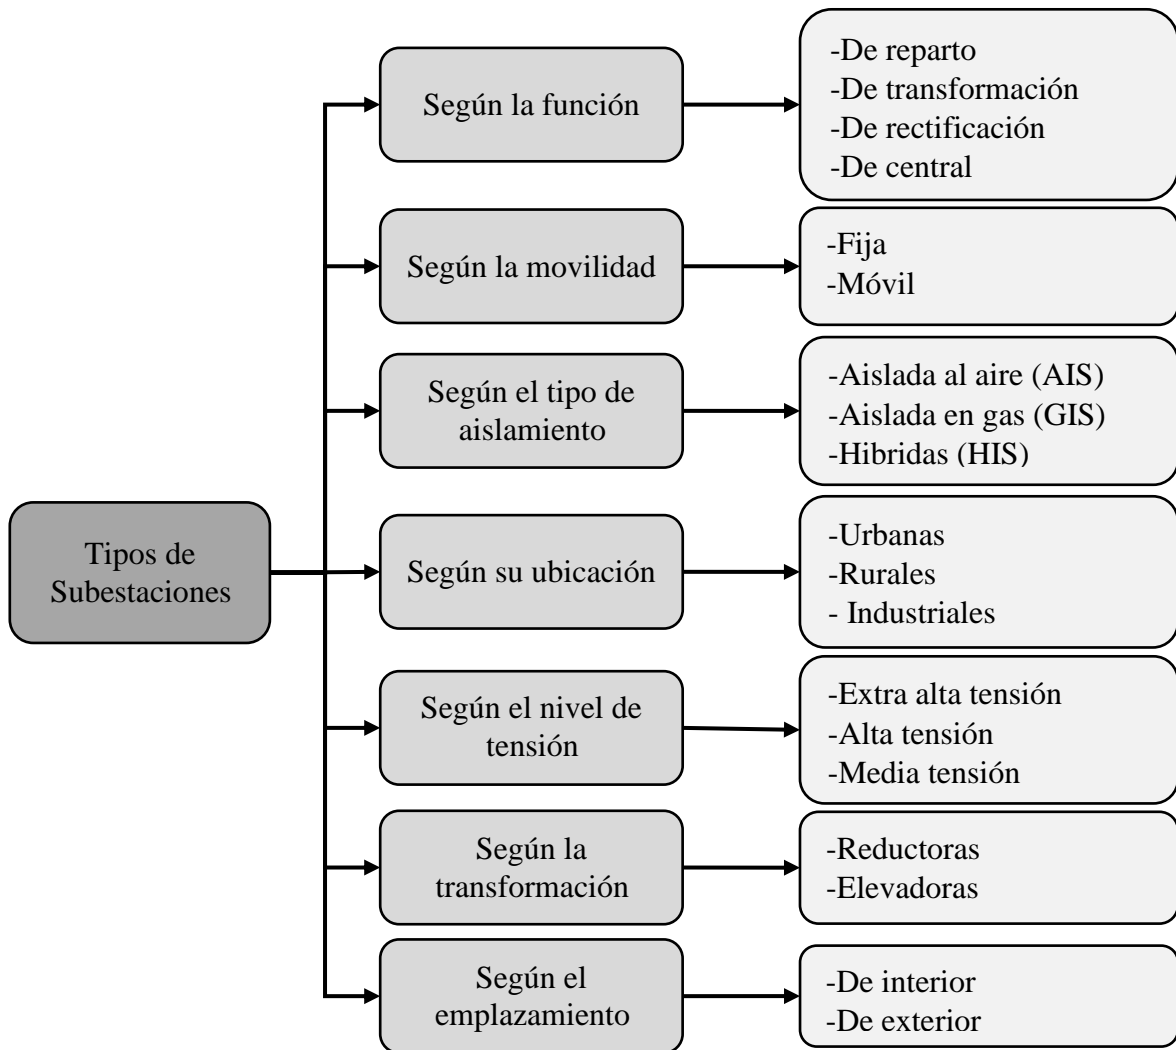 Tipos de
Subestaciones
Según la función
-De reparto
-De transformación
-De rectificación
-De central
Según la movilidad
-Fija
-Móvil
Según el tipo de
aislamiento
-Aislada al aire (AIS)
-Aislada en gas (GIS)
-Hibridas (HIS)
Según su ubicación
-Urbanas
-Rurales
- Industriales
Según el nivel de
tensión
-Extra alta tensión
-Alta tensión
-Media tensión
Según la
transformación
-Reductoras
-Elevadoras
Según el
emplazamiento
-De interior
-De exterior